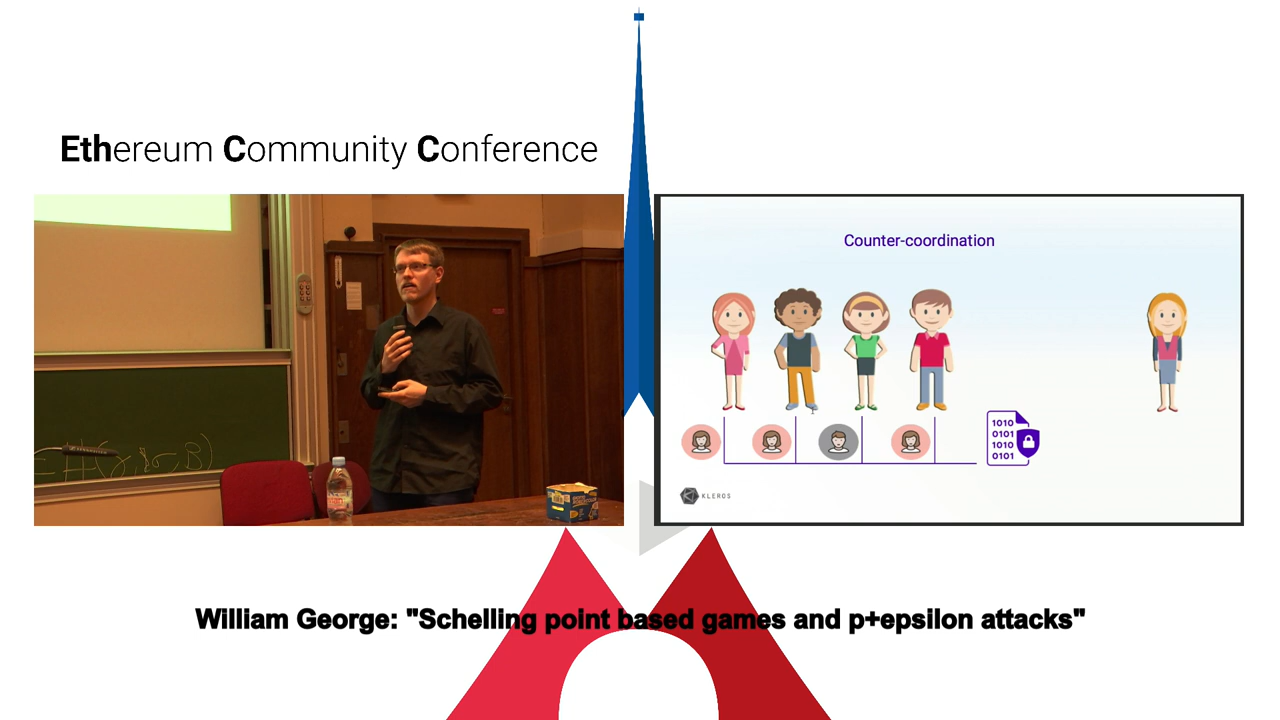 Ethereum Community Conference
Counter-coordination
1010
0101
1010
0101
KLEROS
William George: "Schelling point based games and p+epsilon attacks"